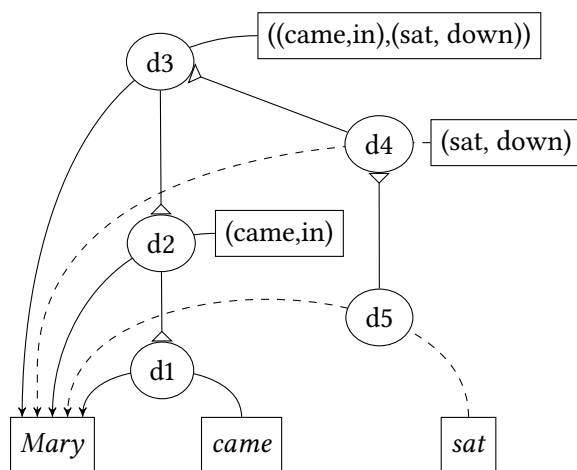 ((came,in),(sat, down))
d3
d4
(sat, down)
d2
(came,in)
d5
d1
Mary
came
sat